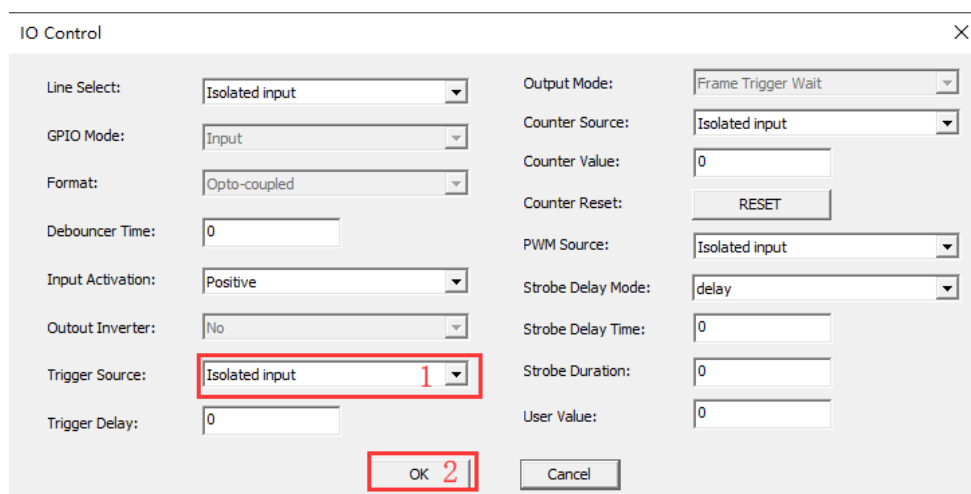 IO Control
Line Select: Isolated input
GPIO Mode: Input
Format: Opto-coupled
Debouncer Time: 0
Input Activation: Positive
Outout Inverter: No
Trigger Source: Isolated input 1
Trigger Delay: 0
Output Mode: Frame Trigger Wait
Counter Source: Isolated input
Counter Value: 0
Counter Reset: RESET
PWM Source: Isolated input
Strobe Delay Mode: delay
Strobe Delay Time: 0
Strobe Duration: 0
User Value: 0
OK 2 Cancel